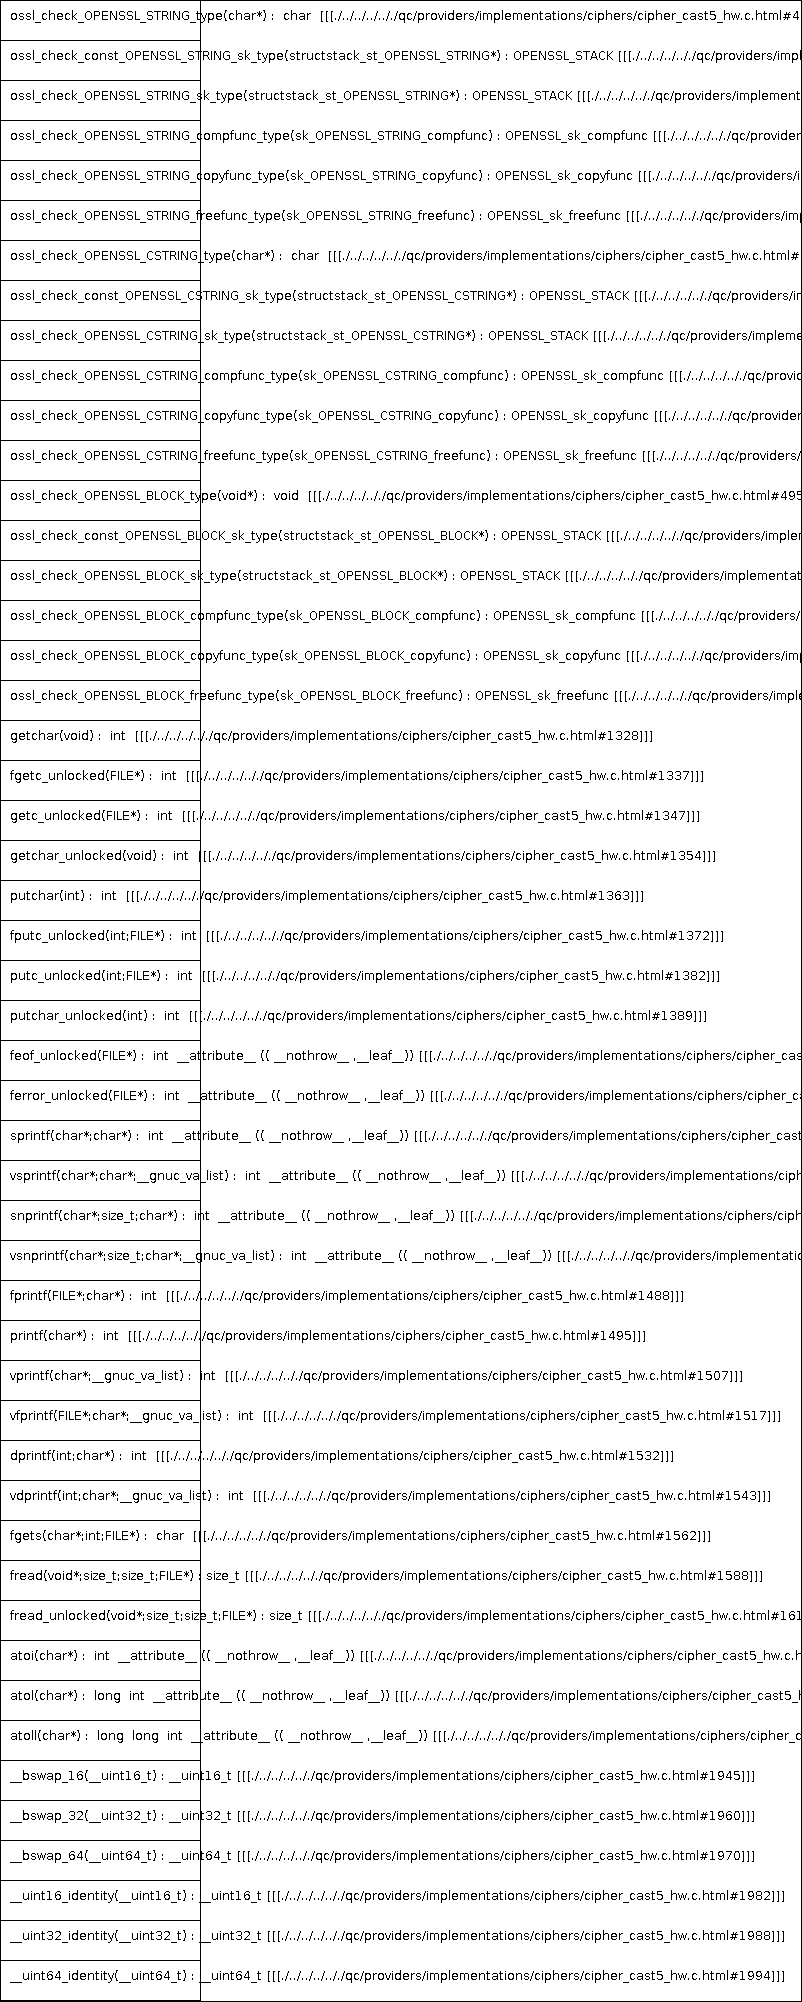 ossl_check_OPENSSL_STRING_type(char*) : char [[[./../../../../qc/providers/implementations/ciphers/cipher_cast5_hw.c.html#4
ossl_check_const_OPENSSL_STRING_sk_type(structstack_st_OPENSSL_STRING*) : OPENSSL_STACK [[[./../../../../qc/providers/impl
ossl_check_OPENSSL_STRING_sk_type(structstack_st_OPENSSL_STRING*) : OPENSSL_STACK [[[./../../../../qc/providers/implement
ossl_check_OPENSSL_STRING_compfunc_type(sk_OPENSSL_STRING_compfunc) : OPENSSL_sk_compfunc [[[./../../../../qc/provider
ossl_check_OPENSSL_STRING_copyfunc_type(sk_OPENSSL_STRING_copyfunc) : OPENSSL_sk_copyfunc [[[./../../../../qc/providers/i
ossl_check_OPENSSL_STRING_freefunc_type(sk_OPENSSL_STRING_freefunc) : OPENSSL_sk_freefunc [[[./../../../../qc/providers/imp
ossl_check_OPENSSL_CSTRING_type(char*) : char [[[./../../../../qc/providers/implementations/ciphers/cipher_cast5_hw.c.html#
ossl_check_const_OPENSSL_CSTRING_sk_type(structstack_st_OPENSSL_CSTRING*) : OPENSSL_STACK [[[./../../../../qc/providers/in
ossl_check_OPENSSL_CSTRING_sk_type(structstack_st_OPENSSL_CSTRING*) : OPENSSL_STACK [[[./../../../../qc/providers/impleme
ossl_check_OPENSSL_CSTRING_compfunc_type(sk_OPENSSL_CSTRING_compfunc) : OPENSSL_sk_compfunc [[[./../../../../qc/provid
ossl_check_OPENSSL_CSTRING_copyfunc_type(sk_OPENSSL_CSTRING_copyfunc) : OPENSSL_sk_copyfunc [[[./../../../../qc/provider
ossl_check_OPENSSL_CSTRING_freefunc_type(sk_OPENSSL_CSTRING_freefunc) : OPENSSL_sk_freefunc [[[./../../../../qc/providers/
ossl_check_OPENSSL_BLOCK_type(void*) : void [[[./../../../../qc/providers/implementations/ciphers/cipher_cast5_hw.c.html#495
ossl_check_const_OPENSSL_BLOCK_sk_type(structstack_st_OPENSSL_BLOCK*) : OPENSSL_STACK [[[./../../../../qc/providers/implem
ossl_check_OPENSSL_BLOCK_sk_type(structstack_st_OPENSSL_BLOCK*) : OPENSSL_STACK [[[./../../../../qc/providers/implementat
ossl_check_OPENSSL_BLOCK_compfunc_type(sk_OPENSSL_BLOCK_compfunc) : OPENSSL_sk_compfunc [[[./../../../../qc/providers/
ossl_check_OPENSSL_BLOCK_copyfunc_type(sk_OPENSSL_BLOCK_copyfunc) : OPENSSL_sk_copyfunc [[[./../../../../qc/providers/imp
ossl_check_OPENSSL_BLOCK_freefunc_type(sk_OPENSSL_BLOCK_freefunc) : OPENSSL_sk_freefunc [[[./../../../../qc/providers/imple
getchar(void) : int [[[./../../../../qc/providers/implementations/ciphers/cipher_cast5_hw.c.html#1328]]]
fgetc_unlocked(FILE*) : int [[[./../../../../qc/providers/implementations/ciphers/cipher_cast5_hw.c.html#1337]]]
getc_unlocked(FILE*) : int [[[./../../../../qc/providers/implementations/ciphers/cipher_cast5_hw.c.html#1347]]]
getchar_unlocked(void) : int [[[./../../../../qc/providers/implementations/ciphers/cipher_cast5_hw.c.html#1354]]]
putchar(int) : int [[[./../../../../qc/providers/implementations/ciphers/cipher_cast5_hw.c.html#1363]]]
fputc_unlocked(int;FILE*) : int [[[./../../../../qc/providers/implementations/ciphers/cipher_cast5_hw.c.html#1372]]]
putc_unlocked(int;FILE*) : int [[[./../../../../qc/providers/implementations/ciphers/cipher_cast5_hw.c.html#1382]]]
putchar_unlocked(int) : int [[[./../../../../qc/providers/implementations/ciphers/cipher_cast5_hw.c.html#1389]]]
feof_unlocked(FILE*) : int __attribute__ (( __nothrow__ ,__leaf__)) [[[./../../../../qc/providers/implementations/ciphers/cipher_cas
ferror_unlocked(FILE*) : int __attribute__ (( __nothrow__ ,__leaf__)) [[[./../../../../qc/providers/implementations/ciphers/cipher_ca
sprintf(char*;char*) : int __attribute__ (( __nothrow__ ,__leaf__)) [[[./../../../../qc/providers/implementations/ciphers/cipher_cast
vsprintf(char*;char*;__gnuc_va_list) : int __attribute__ (( __nothrow__ ,__leaf__)) [[[./../../../../qc/providers/implementations/ciph
snprintf(char*;size_t;char*) : int __attribute__ (( __nothrow__ ,__leaf__)) [[[./../../../../qc/providers/implementations/ciphers/ciph
vsnprintf(char*;size_t;char*;__gnuc_va_list) : int __attribute__ (( __nothrow__ ,__leaf__)) [[[./../../../../qc/providers/implementatio
fprintf(FILE*;char*) : int [[[./../../../../qc/providers/implementations/ciphers/cipher_cast5_hw.c.html#1488]]]
printf(char*) : int [[[./../../../../qc/providers/implementations/ciphers/cipher_cast5_hw.c.html#1495]]]
vprintf(char*;__gnuc_va_list) : int [[[./../../../../qc/providers/implementations/ciphers/cipher_cast5_hw.c.html#1507]]]
vfprintf(FILE*;char*;__gnuc_va_list) : int [[[./../../../../qc/providers/implementations/ciphers/cipher_cast5_hw.c.html#1517]]]
dprintf(int;char*) : int [[[./../../../../qc/providers/implementations/ciphers/cipher_cast5_hw.c.html#1532]]]
vdprintf(int;char*;__gnuc_va_list) : int [[[./../../../../qc/providers/implementations/ciphers/cipher_cast5_hw.c.html#1543]]]
fgets(char*;int;FILE*) : char [[[./../../../../qc/providers/implementations/ciphers/cipher_cast5_hw.c.html#1562]]]
fread(void*;size_t;size_t;FILE*) : size_t [[[./../../../../qc/providers/implementations/ciphers/cipher_cast5_hw.c.html#1588]]]
fread_unlocked(void*;size_t;size_t;FILE*) : size_t [[[./../../../../qc/providers/implementations/ciphers/cipher_cast5_hw.c.html#161
atoi(char*) : int __attribute__ (( __nothrow__ ,__leaf__)) [[[./../../../../qc/providers/implementations/ciphers/cipher_cast5_hw.c.h
atol(char*) : long int __attribute__ (( __nothrow__ ,__leaf__)) [[[./../../../../qc/providers/implementations/ciphers/cipher_cast5_h
atoll(char*) : long long int __attribute__ (( __nothrow__ ,__leaf__)) [[[./../../../../qc/providers/implementations/ciphers/cipher_c
__bswap_16(__uint16_t) : __uint16_t [[[./../../../../qc/providers/implementations/ciphers/cipher_cast5_hw.c.html#1945]]]
__bswap_32(__uint32_t) : __uint32_t [[[./../../../../qc/providers/implementations/ciphers/cipher_cast5_hw.c.html#1960]]]
__bswap_64(__uint64_t) : __uint64_t [[[./../../../../qc/providers/implementations/ciphers/cipher_cast5_hw.c.html#1970]]]
__uint16_identity(__uint16_t) : __uint16_t [[[./../../../../qc/providers/implementations/ciphers/cipher_cast5_hw.c.html#1982]]]
__uint32_identity(__uint32_t) : __uint32_t [[[./../../../../qc/providers/implementations/ciphers/cipher_cast5_hw.c.html#1988]]]
__uint64_identity(__uint64_t) : __uint64_t [[[./../../../../qc/providers/implementations/ciphers/cipher_cast5_hw.c.html#1994]]]